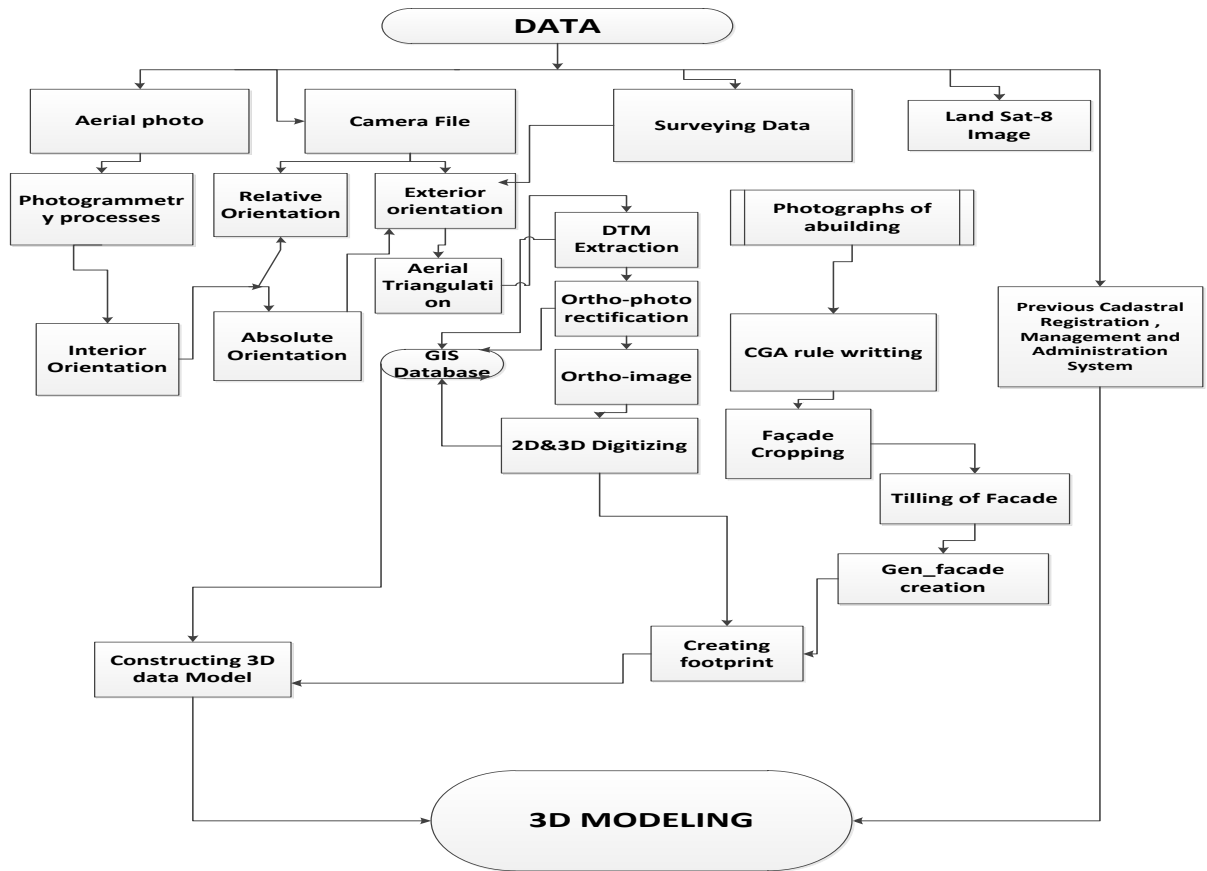 DATA
Aerial photo
Camera File
Surveying Data
Land Sat-8
Image
Photogrammetr
y processes
Relative
Orientation
Exterior
orientation
Photographs of
abuilding
DTM
Extraction
Aerial
Triangulati
on
Ortho-photo
rectification
Previous Cadastral
Registration ,
Management and
Administration
System
Interior
Orientation
Absolute
Orientation
GIS
Database
CGA rule writting
Ortho-image
2D&3D Digitizing
Façade
Cropping
Tilling of Facade
Gen_facade
creation
Creating
footprint
Constructing 3D
data Model
3D MODELING